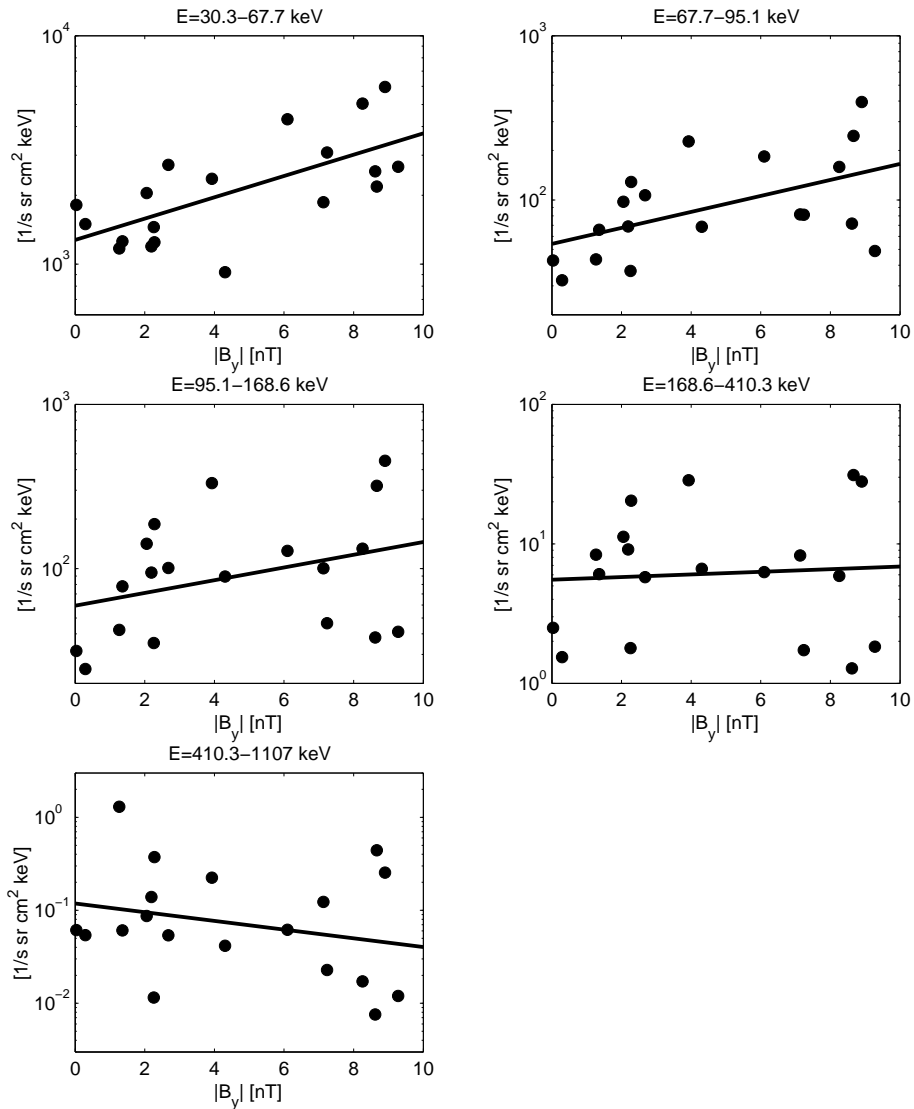 E=30.3−67.7 keV
10^4
10^3
[1/s sr cm^2 keV]
0 2 4 6 8 10
|B_y| [nT]
E=67.7−95.1 keV
10^3
10^2
[1/s sr cm^2 keV]
0 2 4 6 8 10
|B_y| [nT]
E=95.1−168.6 keV
10^3
10^2
[1/s sr cm^2 keV]
0 2 4 6 8 10
|B_y| [nT]
E=168.6−410.3 keV
10^2
10^1
10^0
[1/s sr cm^2 keV]
0 2 4 6 8 10
|B_y| [nT]
E=410.3−1107 keV
10^0
10^−1
10^−2
[1/s sr cm^2 keV]
0 2 4 6 8 10
|B_y| [nT]